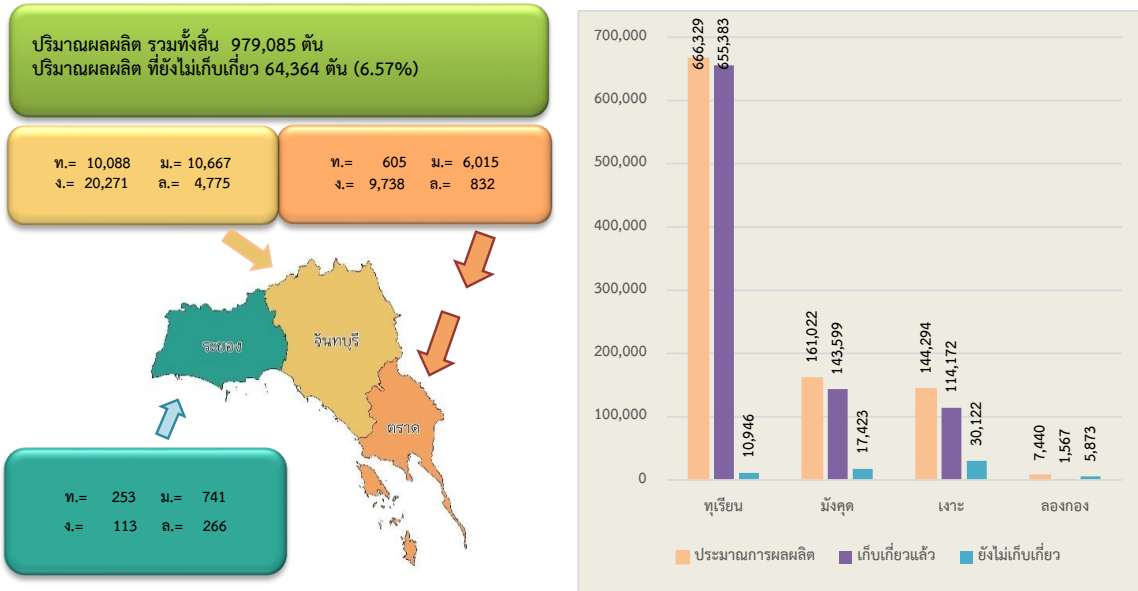 ปริมาณผลผลิต รวมทั้งสิ้น 979,085 ตัน
ปริมาณผลผลิต ที่ยังไม่เก็บเกี่ยว 64,364 ตัน (6.57%)
ท.= 10,088 ม.= 10,667
ง.= 20,271 ล.= 4,775
ท.= 605 ม.= 6,015
ง.= 9,738 ล.= 832
ระยอง
จันทบุรี
ตราด
ท.= 253 ม.= 741
ง.= 113 ล.= 266
700,000
600,000
500,000
400,000
300,000
200,000
100,000
0
666,329
655,383
10,946
161,022
143,599
17,423
144,294
114,172
30,122
7,440
1,567
5,873
ทุเรียน มังคุด เงาะ ลองกอง
ประมาณการผลผลิต เก็บเกี่ยวแล้ว ยังไม่เก็บเกี่ยว